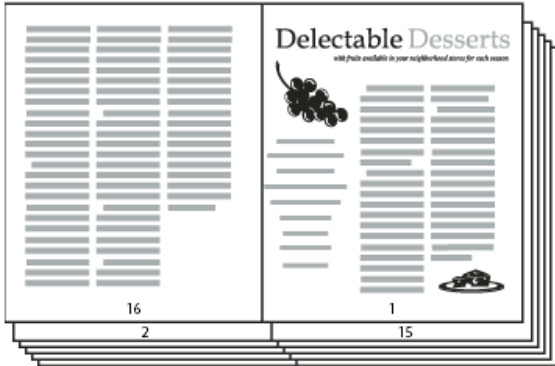 Delectable Desserts
with fruits available in your neighborhood stores for each season
16
1
2
15